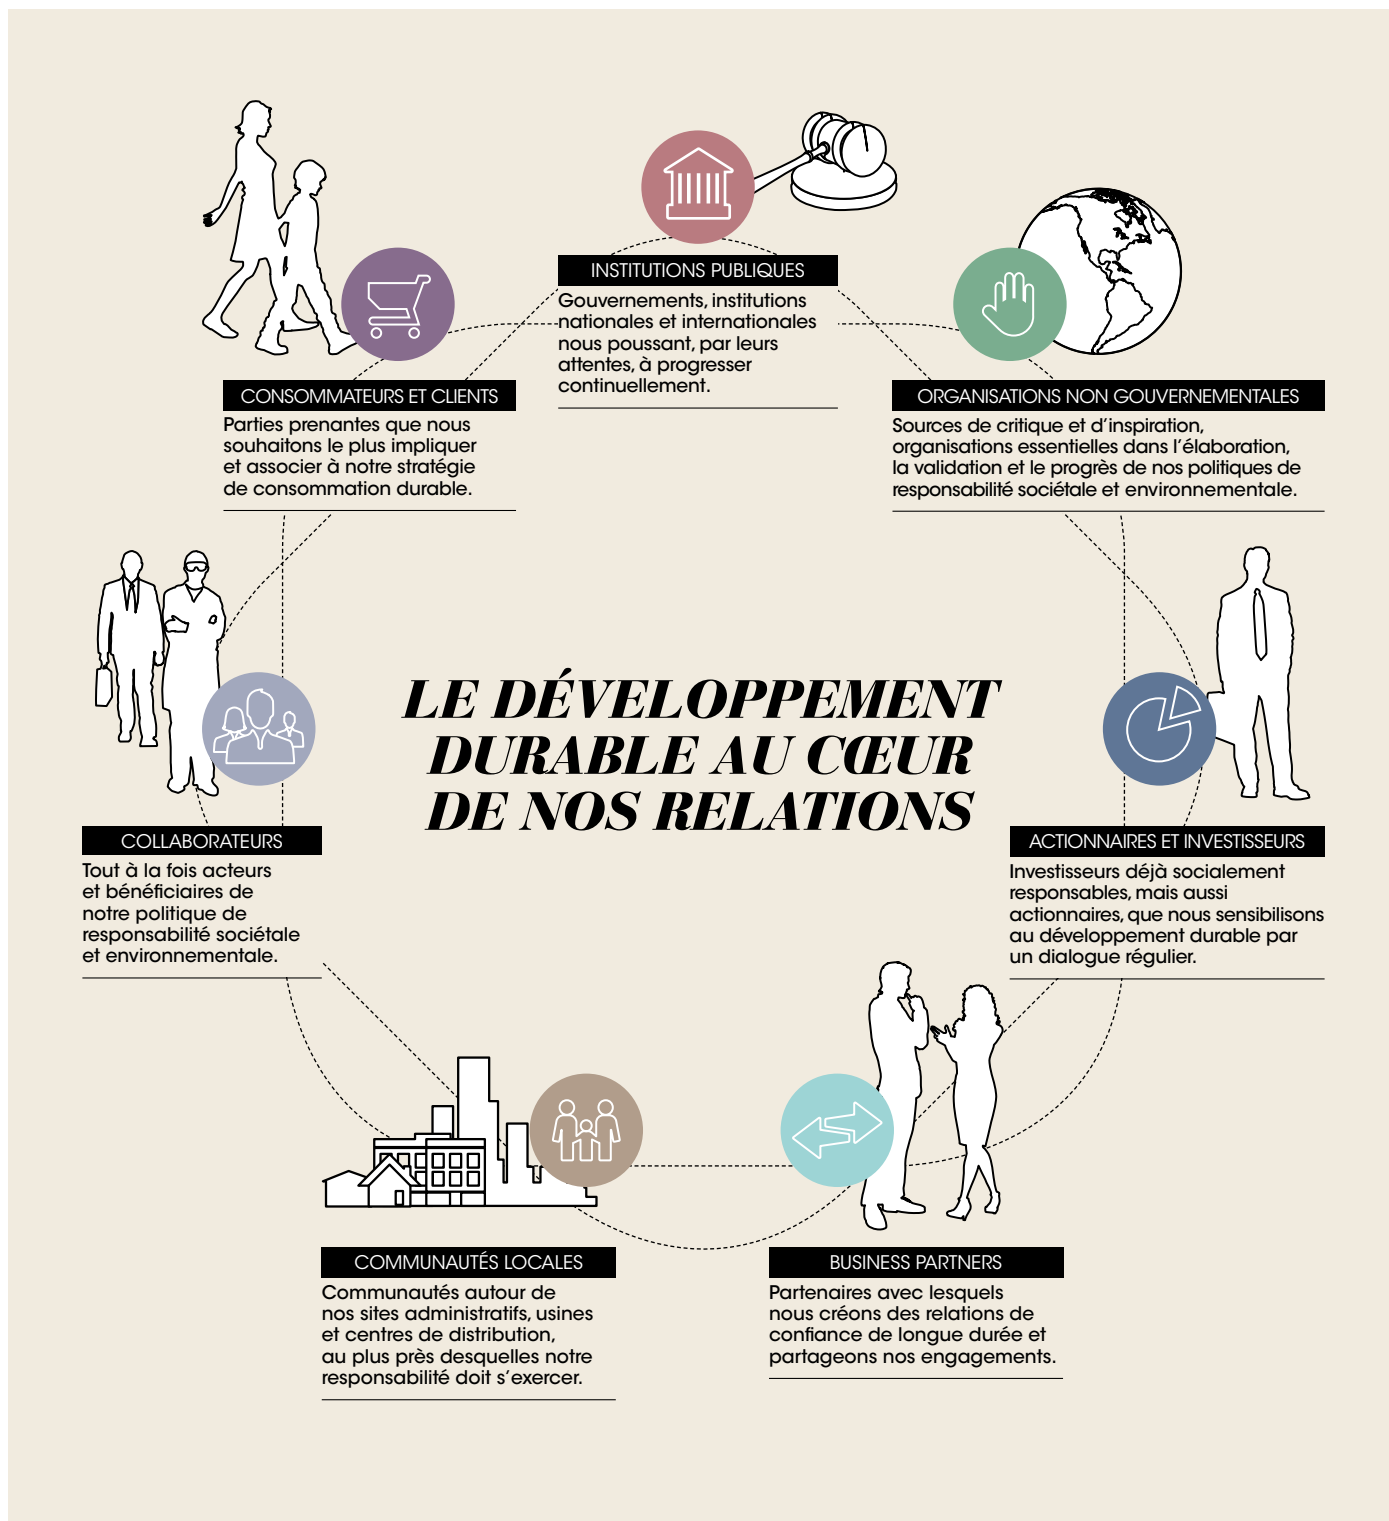 INSTITUTIONS PUBLIQUES
Gouvernements, institutions
nationales et internationales
nous poussant, par leurs
attentes, à progresser
continuellement.
CONSOMMATEURS ET CLIENTS
Parties prenantes que nous
souhaitons le plus impliquer
et associer à notre stratégie
de consommation durable.
ORGANISATIONS NON GOUVERNEMENTALES
Sources de critique et d'inspiration,
organisations essentielles dans l'élaboration,
la validation et le progrès de nos politiques de
responsabilité sociétale et environnementale.
LE DÉVELOPPEMENT
DURABLE AU CŒUR
DE NOS RELATIONS
COLLABORATEURS
Tout à la fois acteurs
et bénéficiaires de
notre politique de
responsabilité sociétale
et environnementale.
ACTIONNAIRES ET INVESTISSEURS
Investisseurs déjà socialement
responsables, mais aussi
actionnaires, que nous sensibilisons
au développement durable par
un dialogue régulier.
COMMUNAUTÉS LOCALES
Communautés autour de
nos sites administratifs, usines
et centres de distribution,
au plus près desquelles notre
responsabilité doit s'exercer.
BUSINESS PARTNERS
Partenaires avec lesquels
nous créons des relations de
confiance de longue durée et
partageons nos engagements.